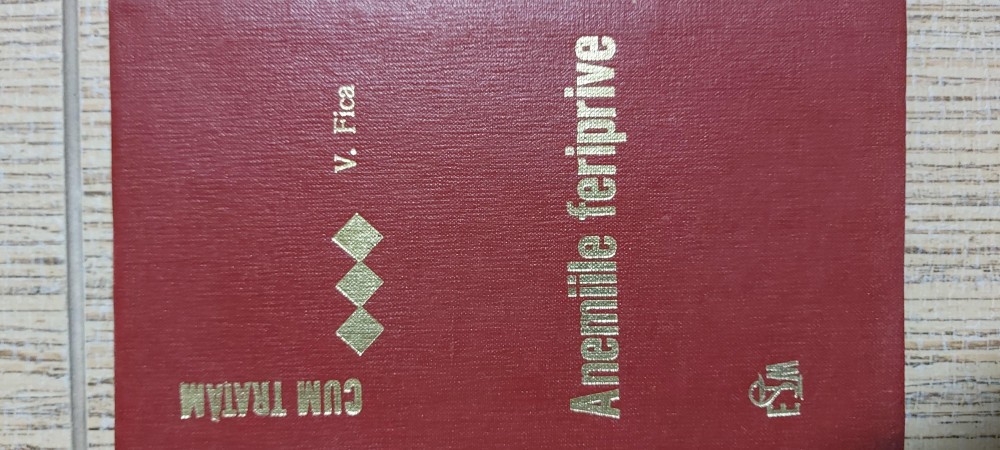 CUM TRATĂM
V. Fica
Anemiile feriprive
ESM